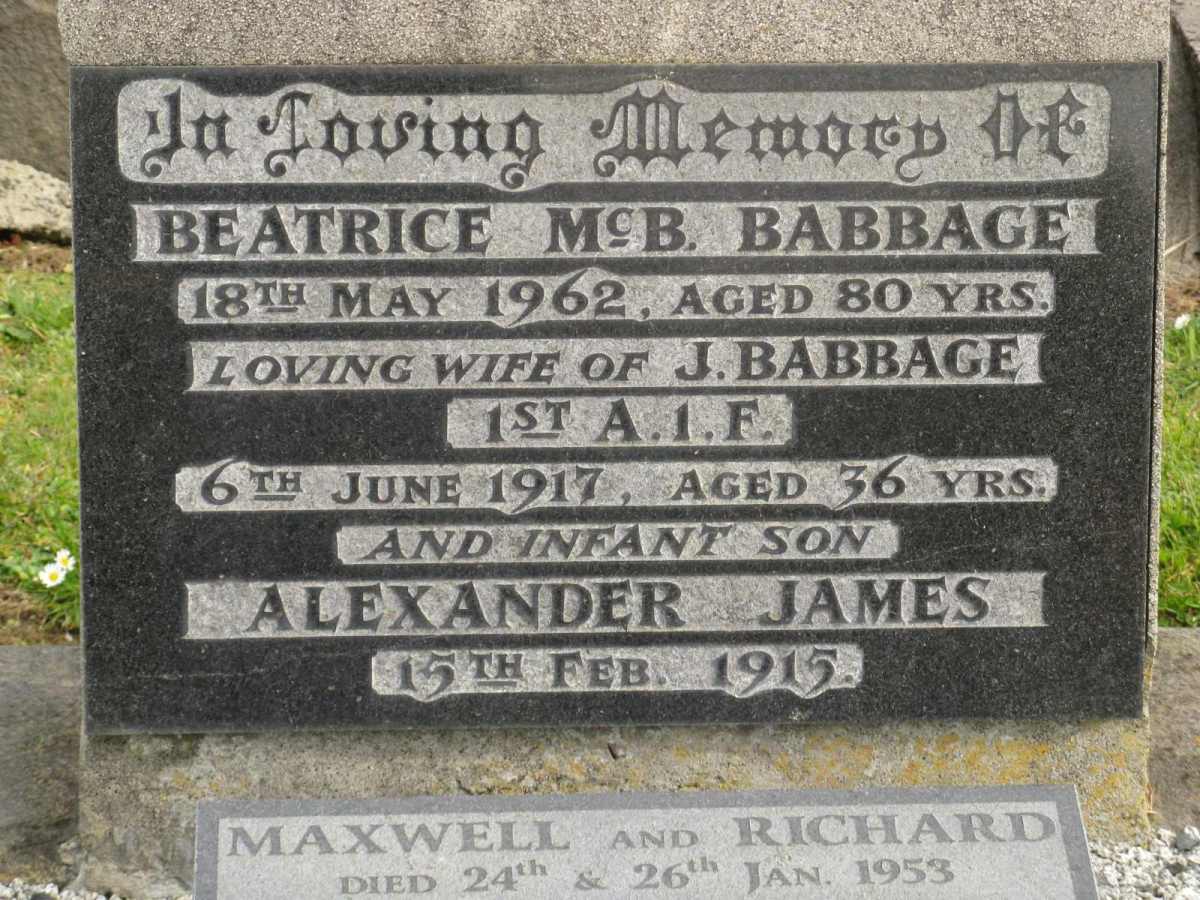 In Loving Memory Of
BEATRICE McB. BABBAGE
18TH MAY 1962, AGED 80 YRS.
LOVING WIFE OF J. BABBAGE
1ST A.I.F.
6TH JUNE 1917, AGED 36 YRS.
AND INFANT SON
ALEXANDER JAMES
15TH FEB. 1915.
MAXWELL AND RICHARD
DIED 24th & 26th JAN. 1953